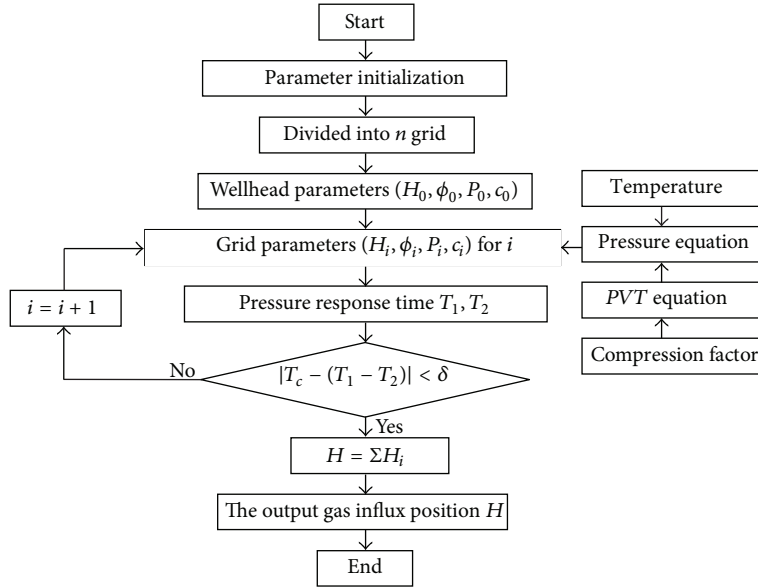 Start
Parameter initialization
Divided into n grid
Wellhead parameters (H₀, ϕ₀, P₀, c₀)
Temperature
Grid parameters (Hᵢ, ϕᵢ, Pᵢ, cᵢ) for i
Pressure equation
i = i + 1
Pressure response time T₁, T₂
PVT equation
Compression factor
No
|T_c − (T₁ − T₂)| < δ
Yes
H = ΣHᵢ
The output gas influx position H
End